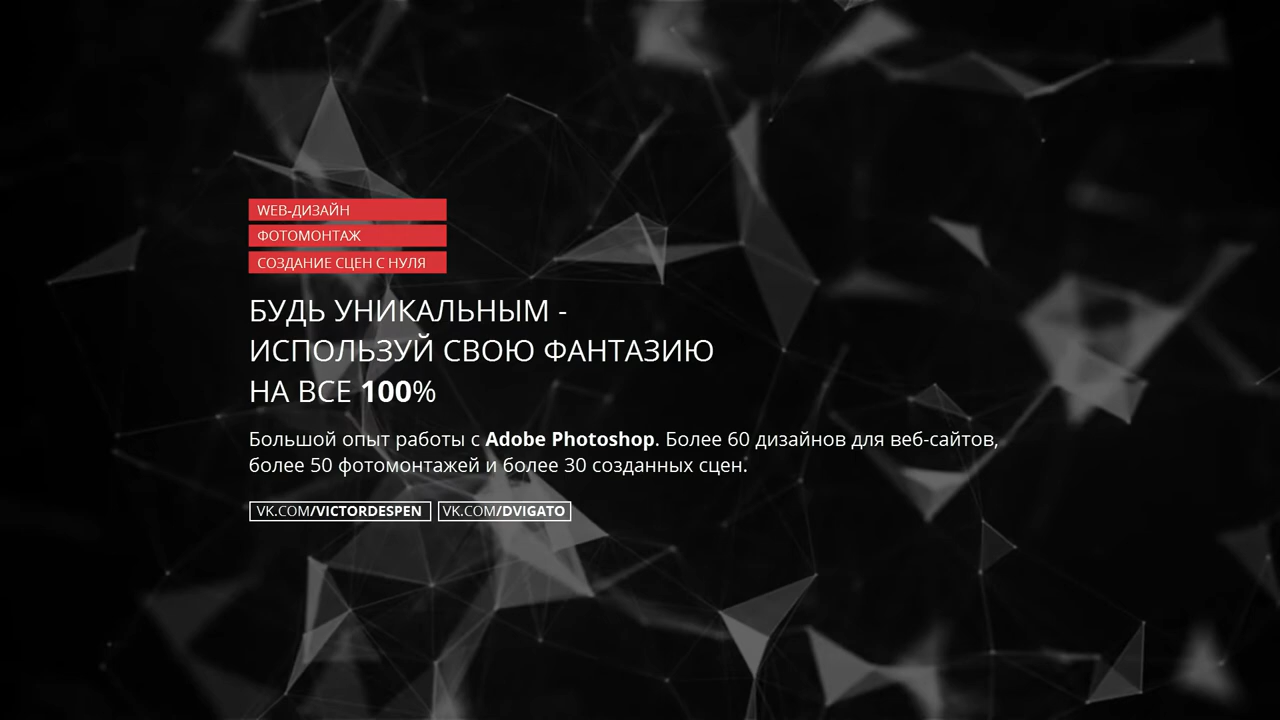 WEB-ДИЗАЙН
ФОТОМОНТАЖ
СОЗДАНИЕ СЦЕН С НУЛЯ
БУДЬ УНИКАЛЬНЫМ -
ИСПОЛЬЗУЙ СВОЮ ФАНТАЗИЮ
НА ВСЕ 100%
Большой опыт работы с Adobe Photoshop. Более 60 дизайнов для веб-сайтов,
более 50 фотомонтажей и более 30 созданных сцен.
VK.COM/VICTORDESPEN VK.COM/DVIGATO